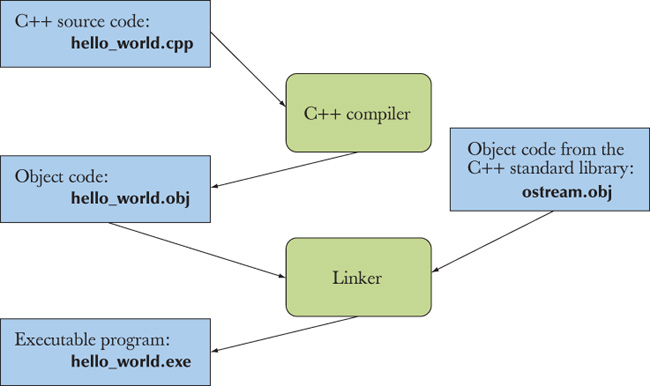 C++ source code:
hello_world.cpp
C++ compiler
Object code from the
C++ standard library:
ostream.obj
Object code:
hello_world.obj
Linker
Executable program:
hello_world.exe